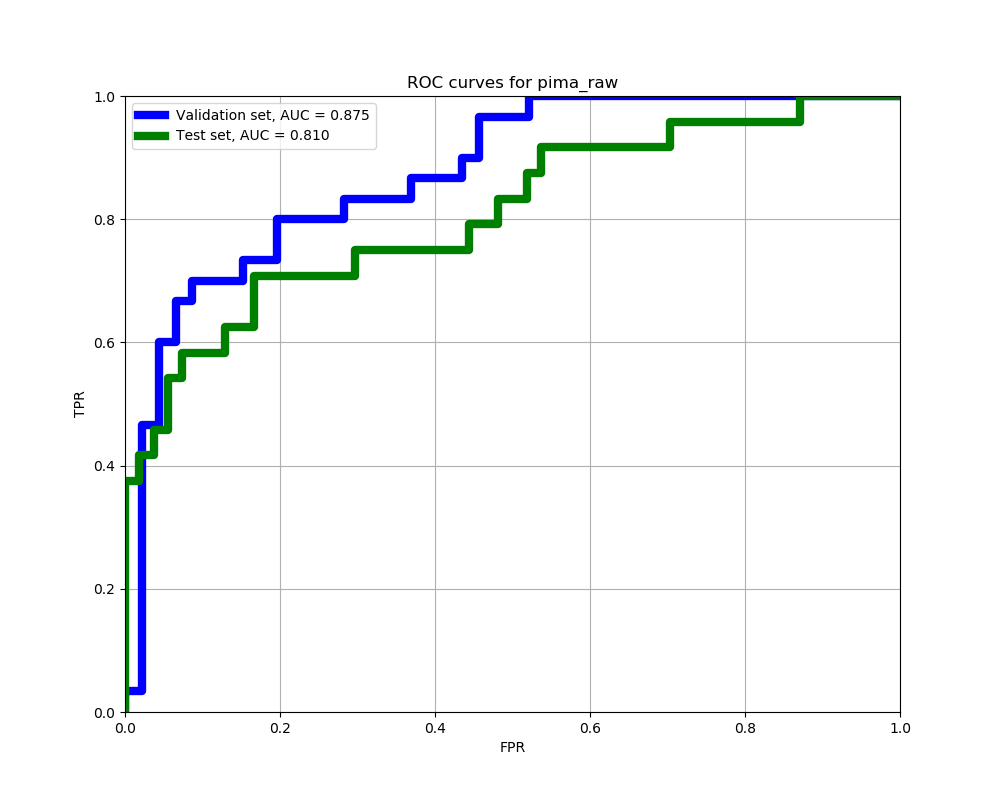 ROC curves for pima_raw
1.0
Validation set, AUC = 0.875
Test set, AUC = 0.810
0.8
0.6
TPR
0.4
0.2
0.0
0.0 0.2 0.4 0.6 0.8 1.0
FPR